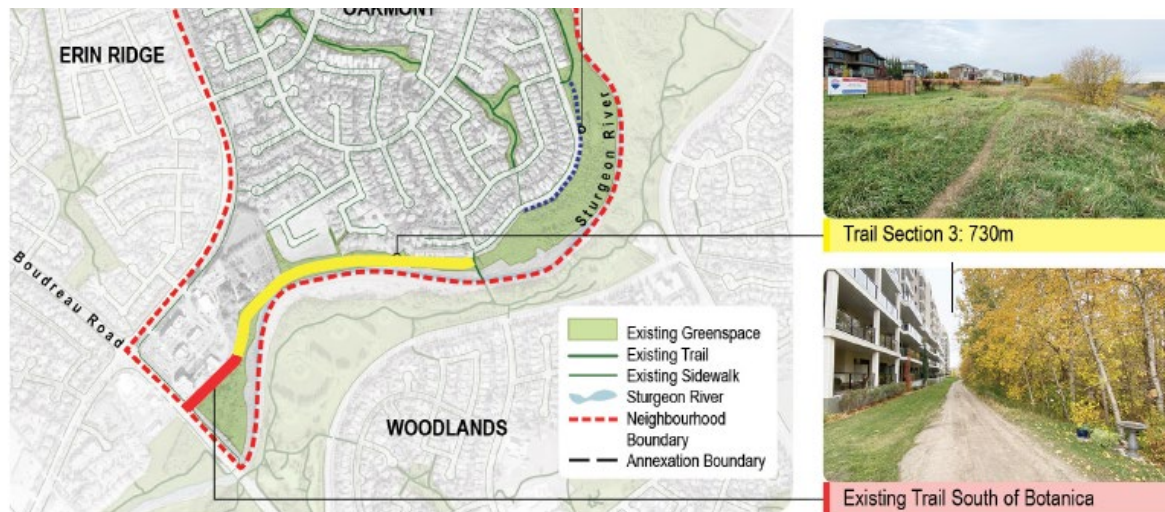 OAKMONT
ERIN RIDGE
Sturgeon River
Boudreau Road
WOODLANDS
Existing Greenspace
Existing Trail
Existing Sidewalk
Sturgeon River
Neighbourhood
Boundary
Annexation Boundary
Trail Section 3: 730m
Existing Trail South of Botanica